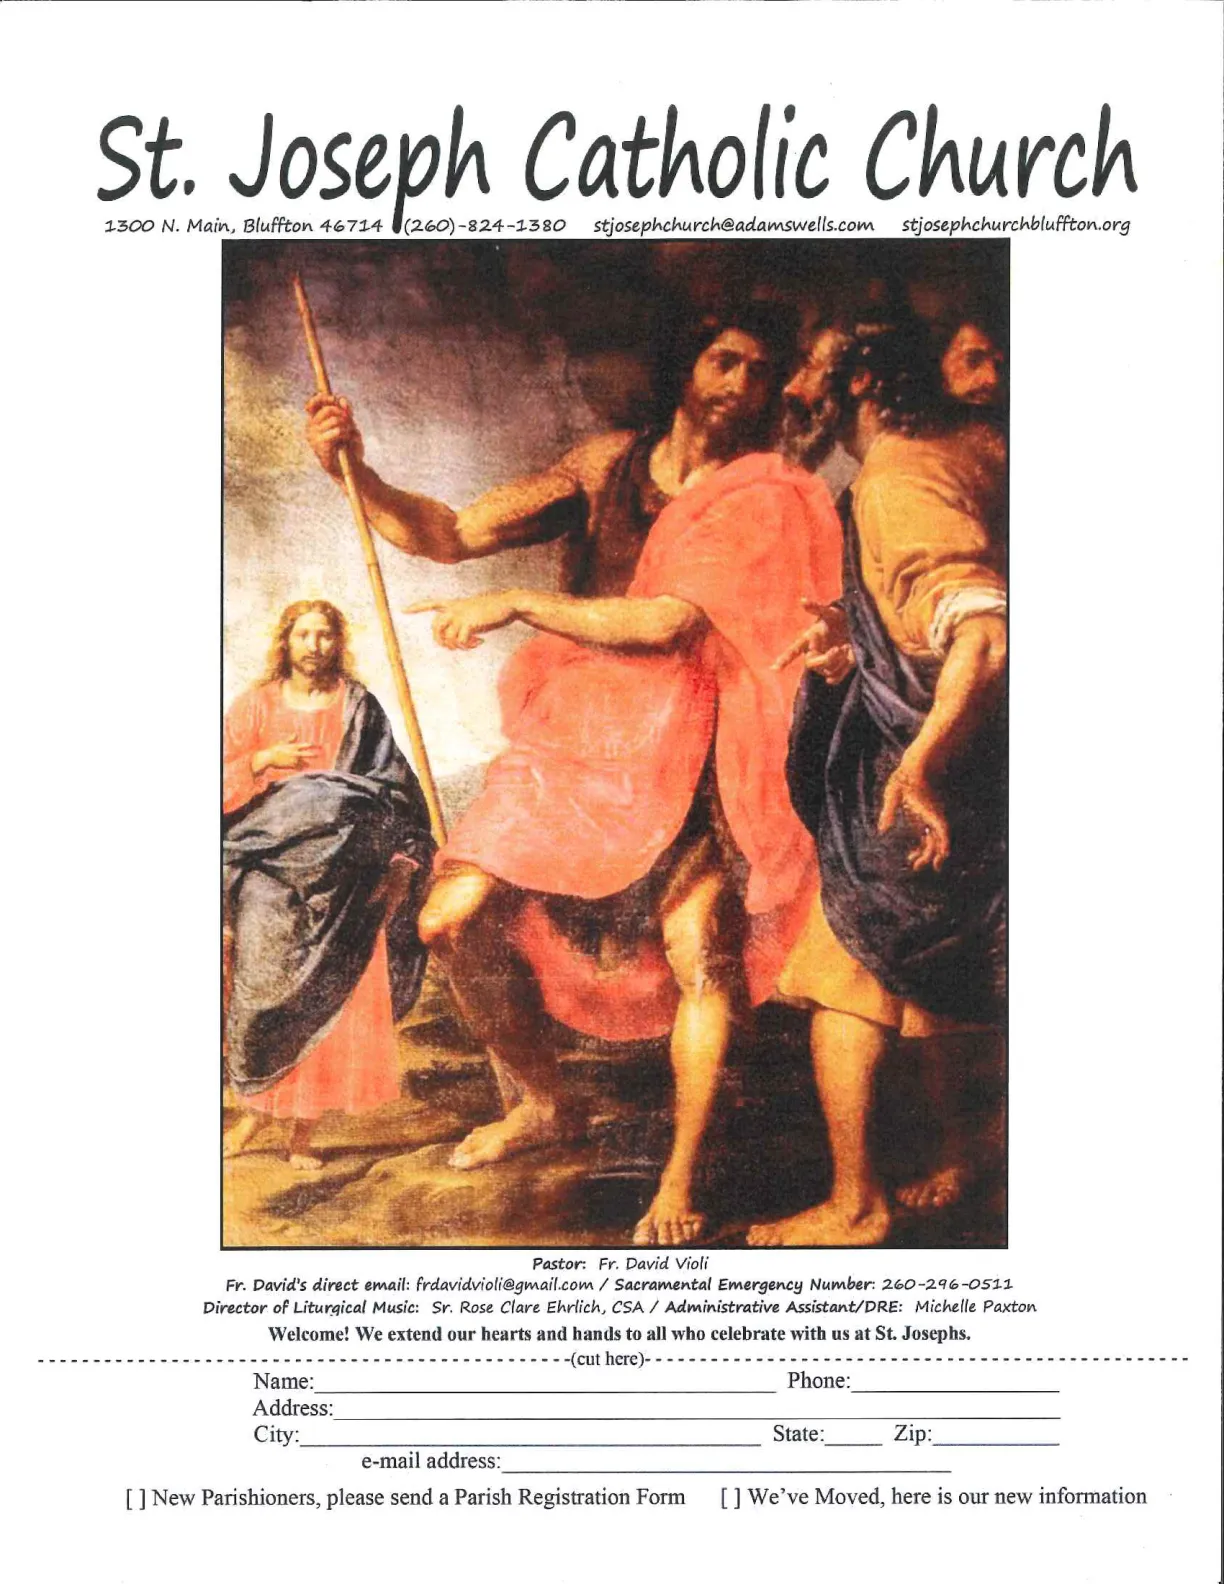 St. Joseph Catholic Church
1300 N. Main, Bluffton 46714 (260)-824-1380 stjosephchurch@adamswells.com stjosephchurchbluffton.org
Pastor: Fr. David Violi
Fr. David's direct email: frdavidvioli@gmail.com / Sacramental Emergency Number: 260-296-0511
Director of Liturgical Music: Sr. Rose Clare Ehrlich, CSA / Administrative Assistant/DRE: Michelle Paxton
Welcome! We extend our hearts and hands to all who celebrate with us at St. Josephs.
(cut here)
Name: Phone:
Address:
City: State: Zip:
e-mail address:
[ ] New Parishioners, please send a Parish Registration Form [ ] We've Moved, here is our new information